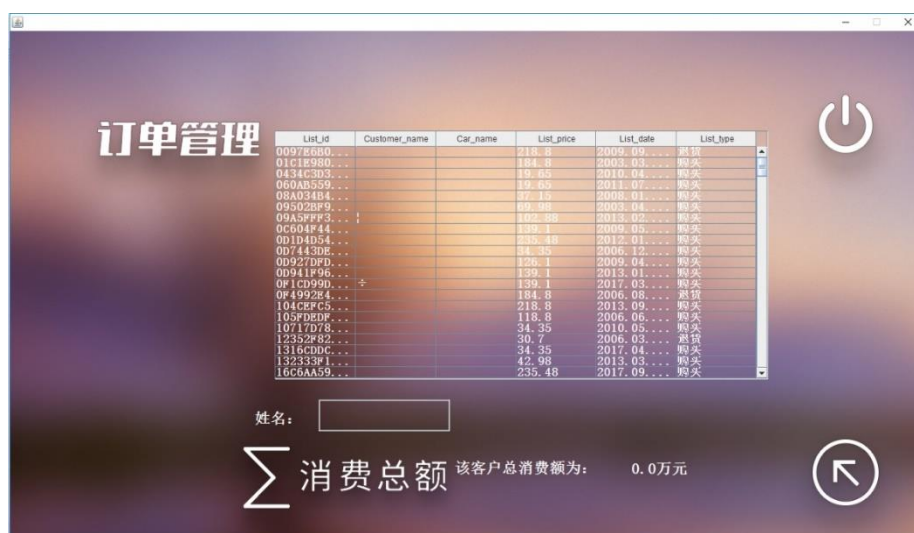 订单管理
List_id Customer_name Car_name List_price List_date List_type
0097E6B0... 218.8 2009.09.... 退货
01C1E980... 184.8 2003.03.... 购买
0434C3D3... 19.65 2010.04.... 购买
060AB559... 19.65 2011.07.... 购买
08A034B4... 37.15 2008.01.... 购买
09502BF9... 69.98 2003.04.... 购买
09A5FFF3... ¦ 102.88 2013.02.... 购买
0C604F44... 139.1 2009.05.... 购买
0D1D4D54... 235.48 2012.01.... 购买
0D7443DE... 34.35 2006.12.... 购买
0D927DFD... 126.1 2009.04.... 购买
0D941F96... 139.1 2013.01.... 购买
0F1CD99D... ÷ 139.1 2017.03.... 购买
0F4992E4... 184.8 2006.08.... 退货
104CEFC5... 218.8 2013.09.... 购买
105FDEDF... 118.8 2006.06.... 购买
10717D78... 34.35 2010.05.... 购买
12352F82... 30.7 2006.03.... 退货
1316CDDC... 34.35 2017.04.... 购买
132333F1... 42.98 2013.03.... 购买
16C6AA59... 235.48 2017.09.... 购买
姓名:
∑ 消费总额 该客户总消费额为: 0.0万元